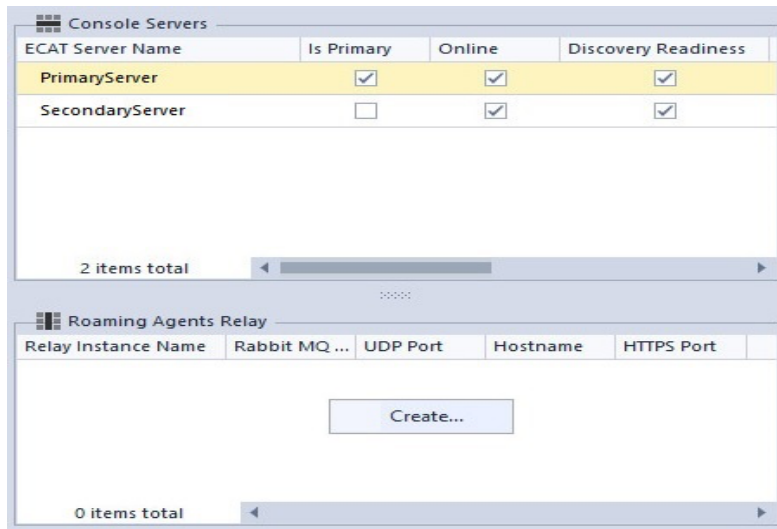 Console Servers
ECAT Server Name Is Primary Online Discovery Readiness
PrimaryServer
SecondaryServer
2 items total
Roaming Agents Relay
Relay Instance Name Rabbit MQ ... UDP Port Hostname HTTPS Port
Create...
0 items total